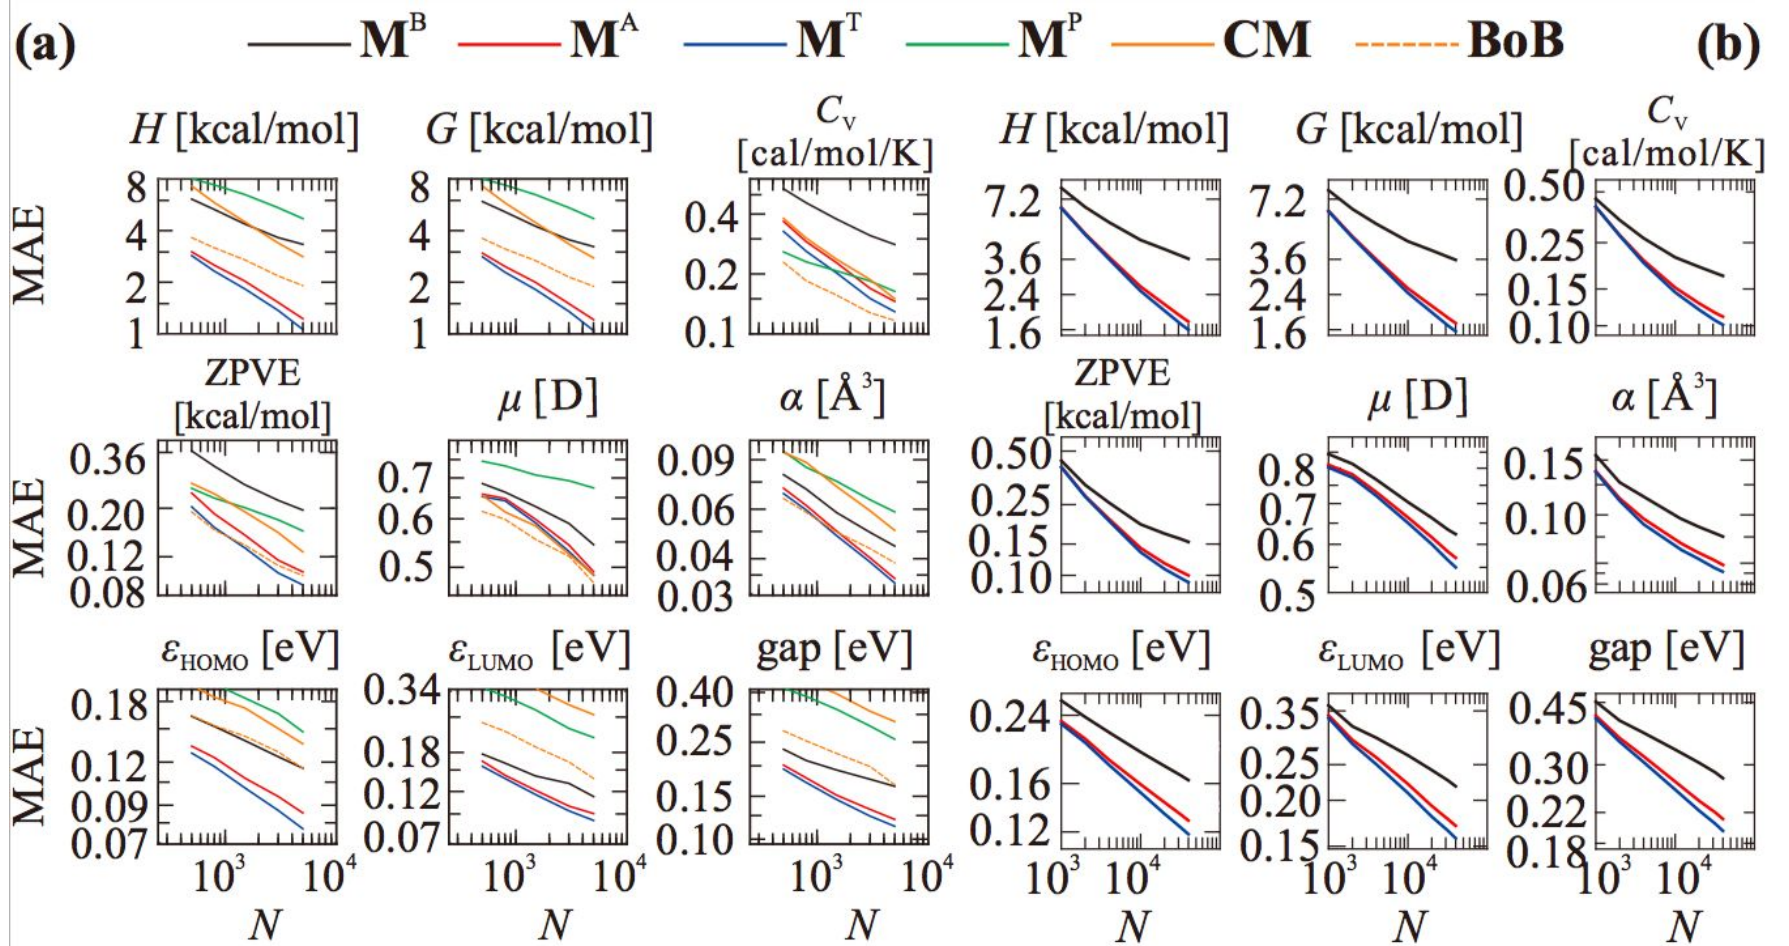 (a) M^B M^A M^T M^P CM BoB (b)
H [kcal/mol] G [kcal/mol] C_v [cal/mol/K] H [kcal/mol] G [kcal/mol] C_v [cal/mol/K]
MAE
8 4 2 1
8 4 2 1
0.4 0.2 0.1
7.2 3.6 2.4 1.6
7.2 3.6 2.4 1.6
0.50 0.25 0.15 0.10
ZPVE [kcal/mol] μ [D] α [Å^3] ZPVE [kcal/mol] μ [D] α [Å^3]
MAE
0.36 0.20 0.12 0.08
0.7 0.6 0.5
0.09 0.06 0.04 0.03
0.50 0.25 0.15 0.10
0.8 0.7 0.6 0.5
0.15 0.10 0.06
ε_HOMO [eV] ε_LUMO [eV] gap [eV] ε_HOMO [eV] ε_LUMO [eV] gap [eV]
MAE
0.18 0.12 0.09 0.07
0.34 0.18 0.12 0.07
0.40 0.25 0.15 0.10
0.24 0.16 0.12
0.35 0.25 0.20 0.15
0.45 0.30 0.22 0.18
10^3 10^4 10^3 10^4 10^3 10^4 10^3 10^4 10^3 10^4 10^3 10^4
N N N N N N